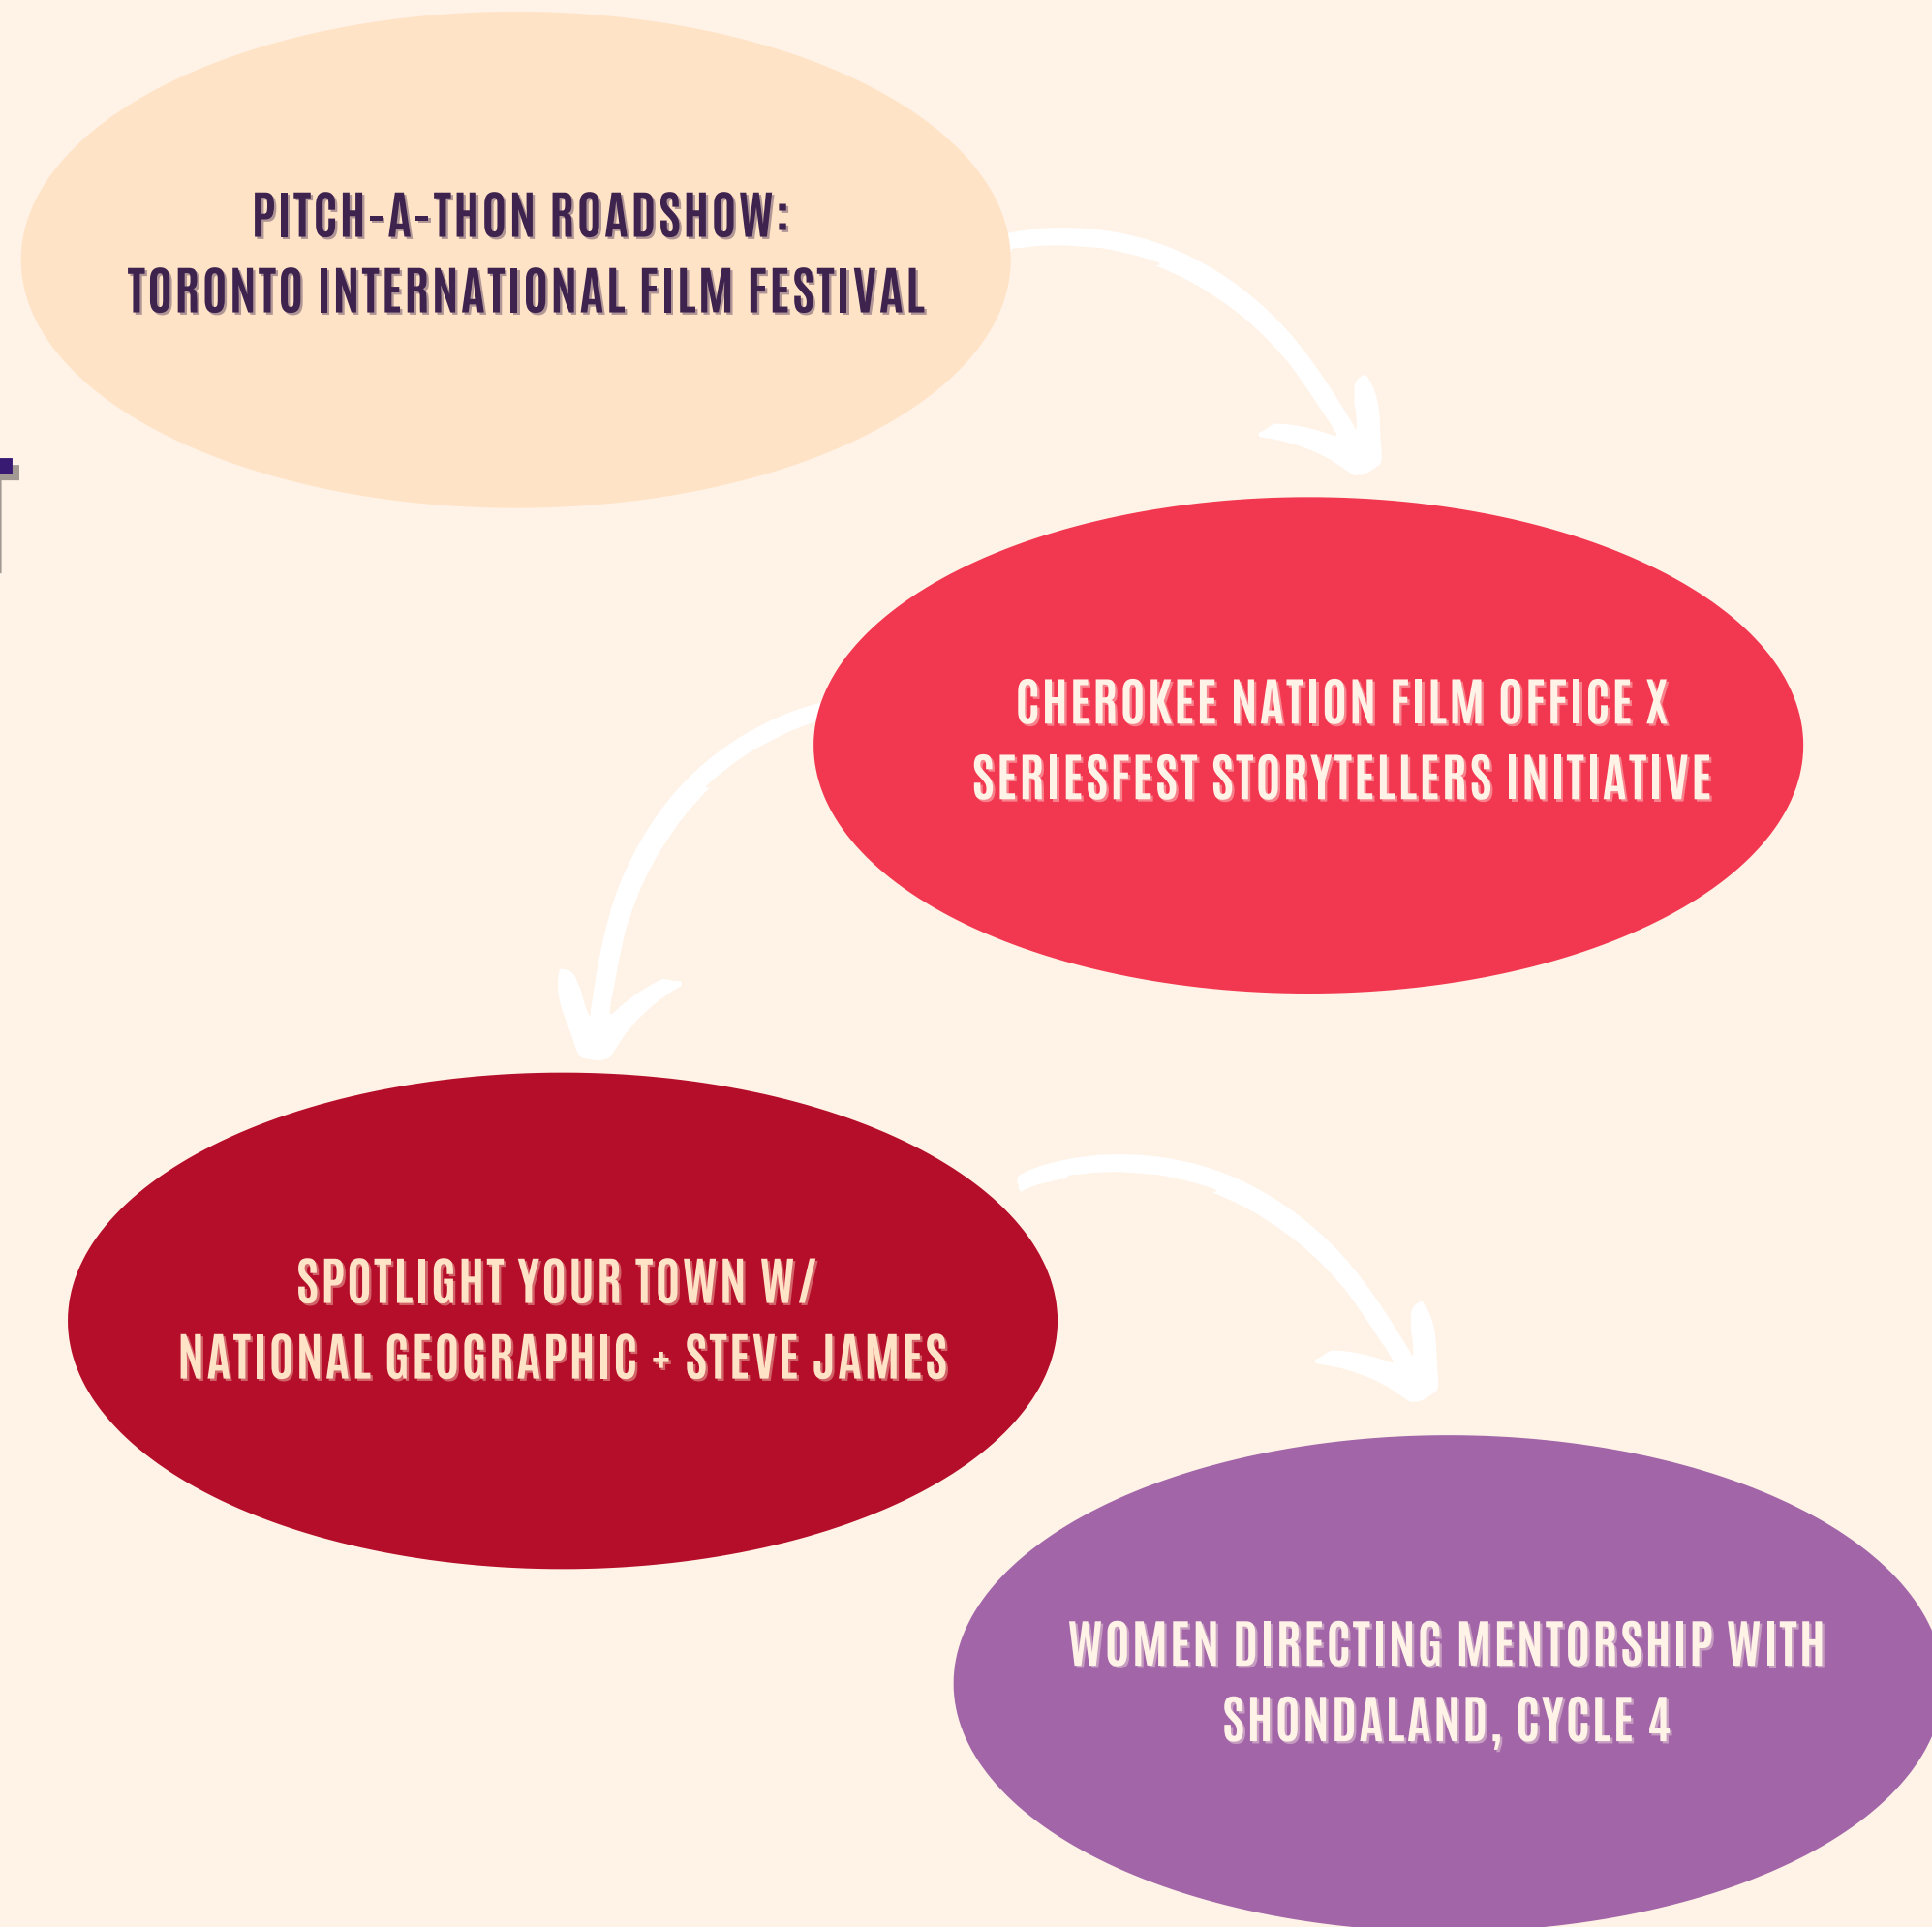 PITCH-A-THON ROADSHOW:
TORONTO INTERNATIONAL FILM FESTIVAL
CHEROKEE NATION FILM OFFICE X
SERIESFEST STORYTELLERS INITIATIVE
SPOTLIGHT YOUR TOWN W/
NATIONAL GEOGRAPHIC + STEVE JAMES
WOMEN DIRECTING MENTORSHIP WITH
SHONDALAND, CYCLE 4